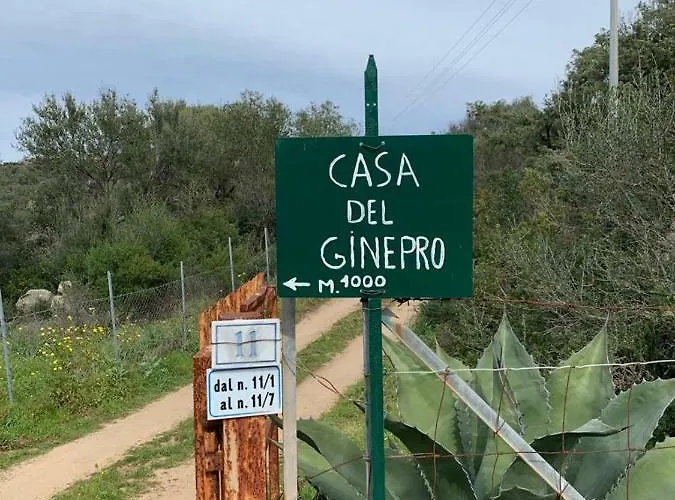 CASA
DEL
GINEPRO
← M. 1000
11
dal n. 11/1
al n. 11/7